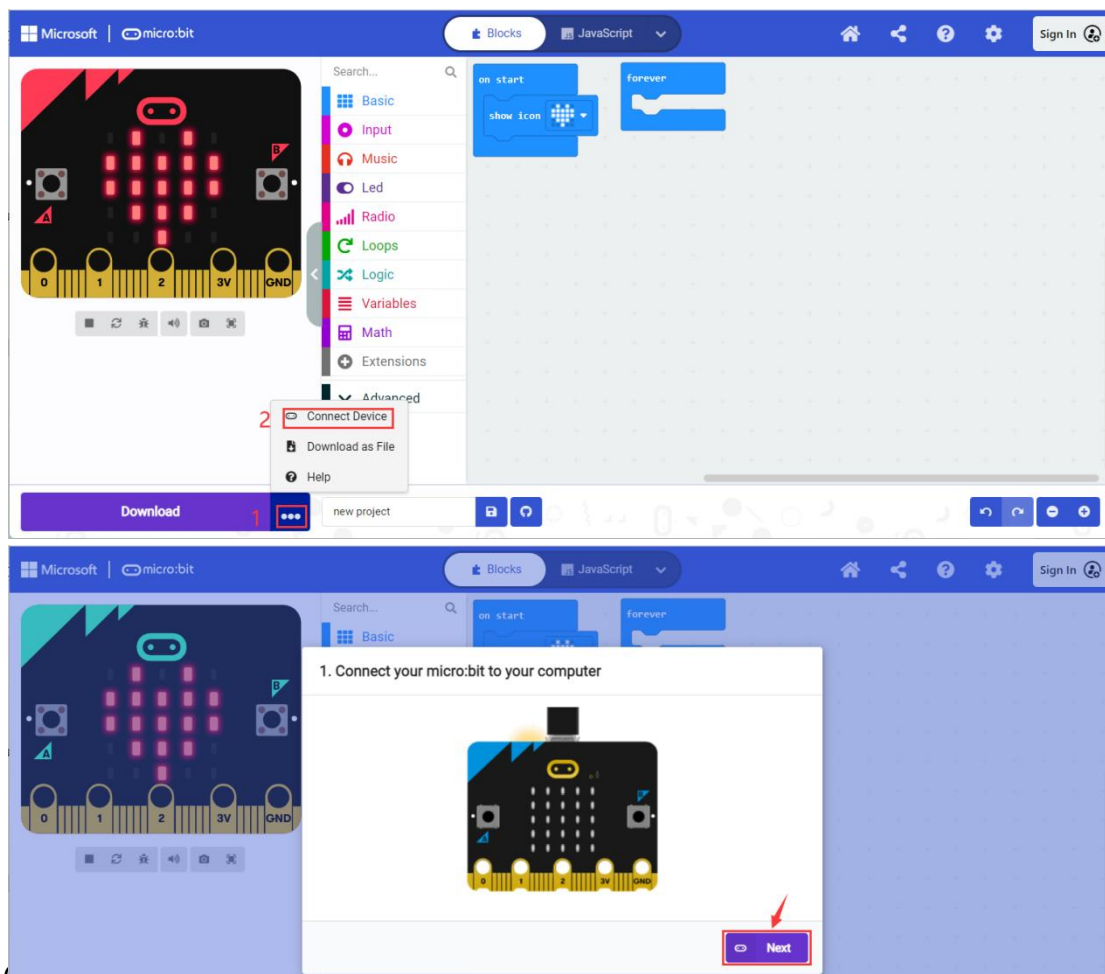 Microsoft | micro:bit Blocks JavaScript Sign In
Search...
on start
forever
Basic
show icon
Input
B
Music
Led
A
Radio
Loops
0 1 2 3V GND
Logic
Variables
Math
Extensions
Advanced
2 Connect Device
Download as File
Help
Download 1 new project
Microsoft | micro:bit Blocks JavaScript Sign In
Search...
on start
forever
Basic
1. Connect your micro:bit to your computer
B
A
0 1 2 3V GND
B
A
0 1 2 3V GND
Next